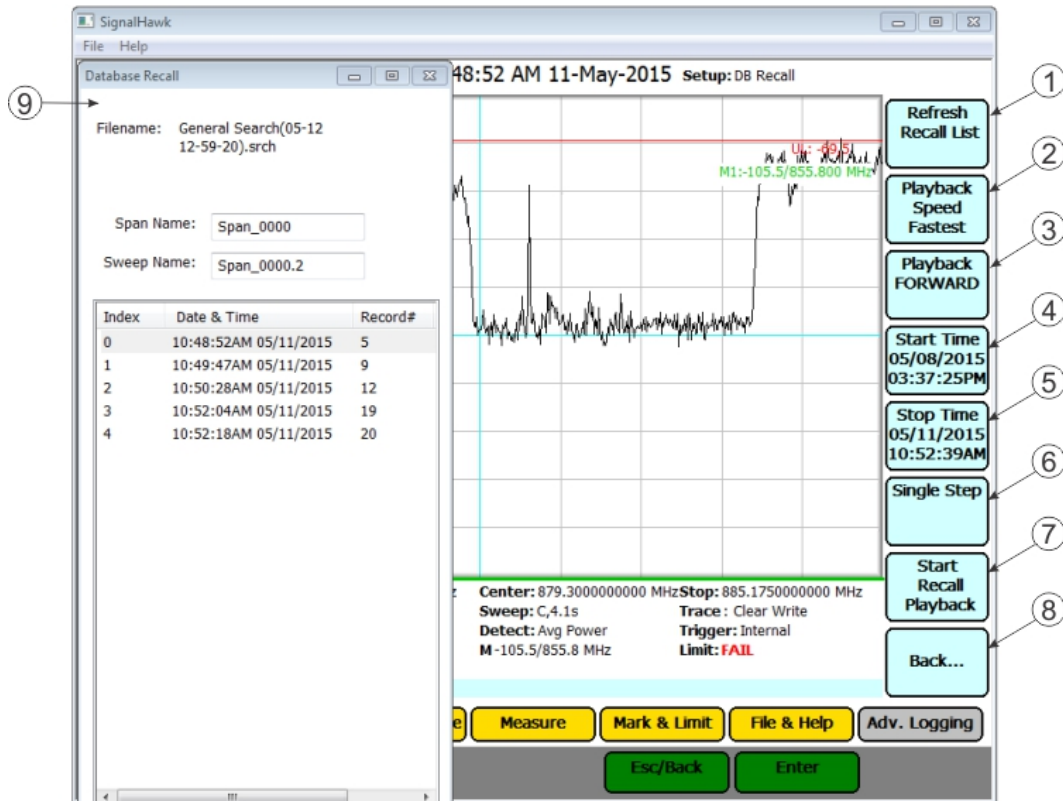 SignalHawk
File Help
Database Recall
48:52 AM 11-May-2015 Setup: DB Recall
9
Filename: General Search(05-12
12-59-20).srch
Span Name: Span_0000
Sweep Name: Span_0000.2
Index Date & Time Record#
0 10:48:52AM 05/11/2015 5
1 10:49:47AM 05/11/2015 9
2 10:50:28AM 05/11/2015 12
3 10:52:04AM 05/11/2015 19
4 10:52:18AM 05/11/2015 20
UL: -69.5
M1:-105.5/855.800 MHz
Refresh
Recall List
1
Playback
Speed
Fastest
2
Playback
FORWARD
3
Start Time
05/08/2015
03:37:25PM
4
Stop Time
05/11/2015
10:52:39AM
5
Single Step
6
Start
Recall
Playback
7
Back...
8
z Center: 879.3000000000 MHz Stop: 885.1750000000 MHz
Sweep: C,4.1s Trace : Clear Write
Detect: Avg Power Trigger: Internal
M -105.5/855.8 MHz Limit: FAIL
e Measure Mark & Limit File & Help Adv. Logging
Esc/Back Enter